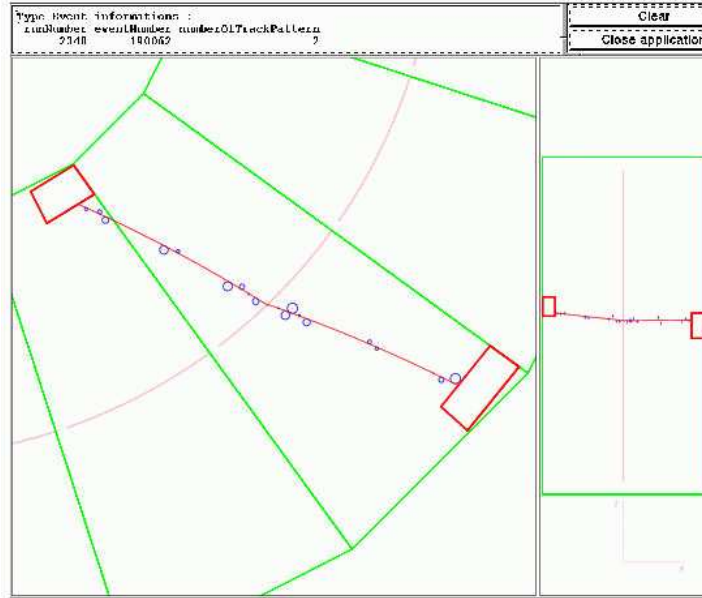 Type Event informations :
runNumber eventNumber numberOfTrackPattern
2348 190062 2
Clear
Close application